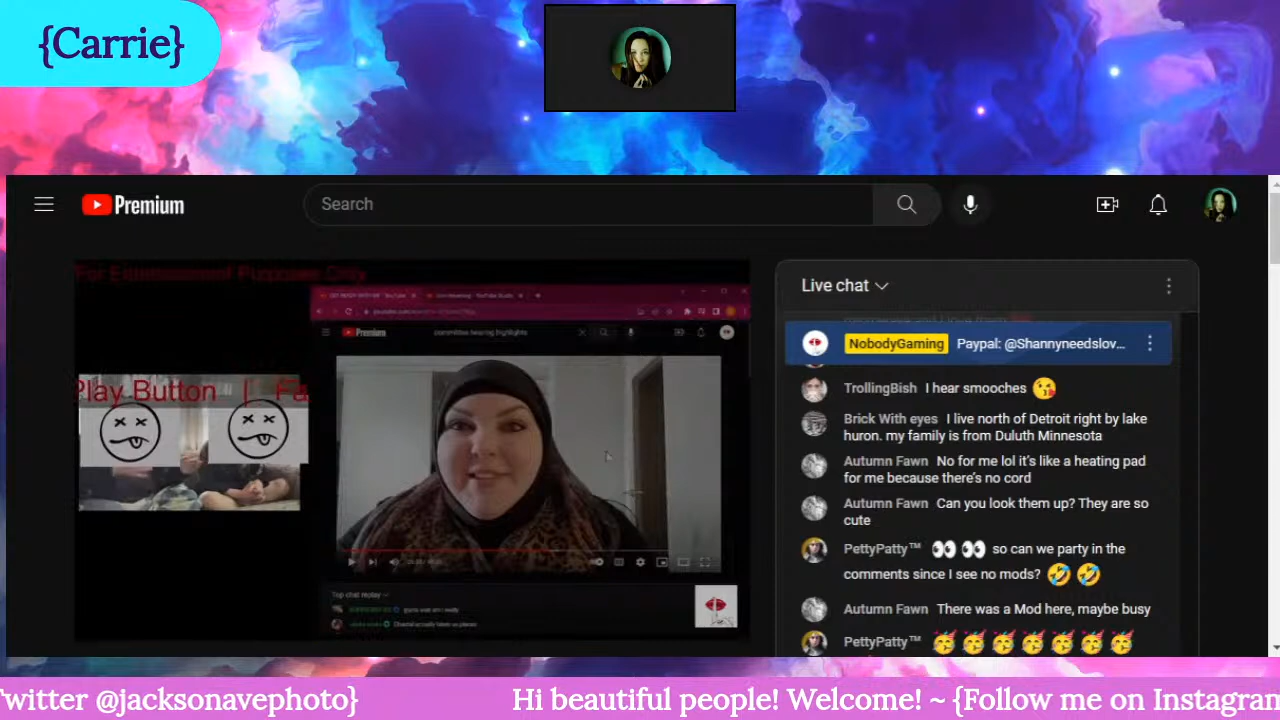 {Carrie}
Premium
Search
For Entertainment Purposes Only
Premium
committee hearing highlights
Play Button | Fa
Top chat replay
Live chat
NobodyGaming Paypal: @Shannyneedslov...
TrollingBish I hear smooches 😘
Brick With eyes I live north of Detroit right by lake
huron. my family is from Duluth Minnesota
Autumn Fawn No for me lol it's like a heating pad
for me because there's no cord
Autumn Fawn Can you look them up? They are so
cute
PettyPatty™ 👀 👀 so can we party in the
comments since I see no mods? 🤣 🤣
Autumn Fawn There was a Mod here, maybe busy
PettyPatty™ 🥳🥳🥳🥳🥳🥳🥳
Twitter @jacksonavephoto} Hi beautiful people! Welcome! ~ {Follow me on Instagran